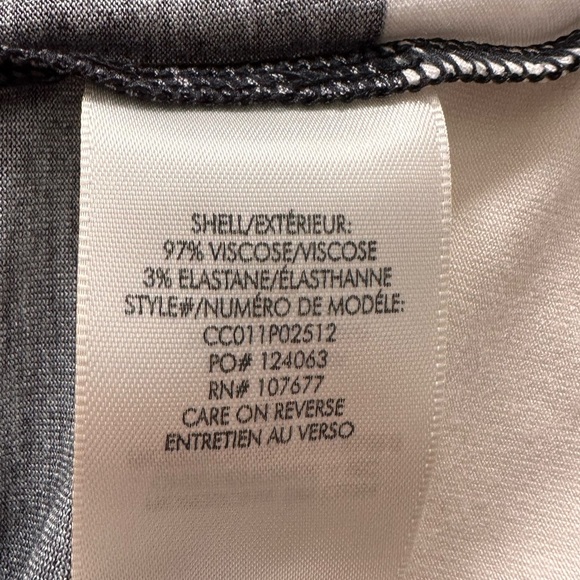 SHELL/EXTÉRIEUR:
97% VISCOSE/VISCOSE
3% ELASTANE/ÉLASTHANNE
STYLE#/NUMÉRO DE MODÉLE:
CC011P02512
PO# 124063
RN# 107677
CARE ON REVERSE
ENTRETIEN AU VERSO